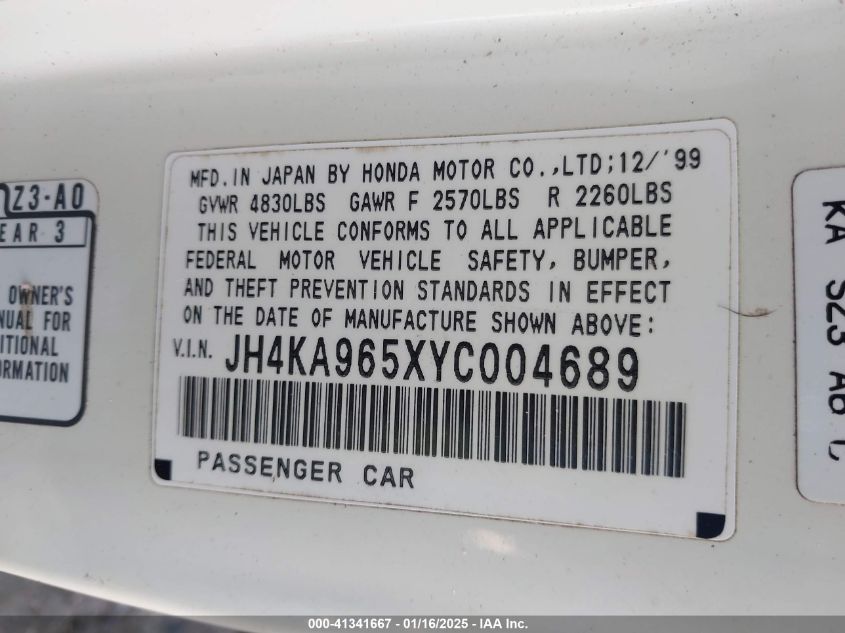 Z3-A0
EAR 3
OWNER'S
NUAL FOR
ITIONAL
ORMATION
MFD.IN JAPAN BY HONDA MOTOR CO.,LTD;12/'99
GVWR 4830LBS GAWR F 2570LBS R 2260LBS
THIS VEHICLE CONFORMS TO ALL APPLICABLE
FEDERAL MOTOR VEHICLE SAFETY, BUMPER,
AND THEFT PREVENTION STANDARDS IN EFFECT
ON THE DATE OF MANUFACTURE SHOWN ABOVE:
V.I.N. JH4KA965XYC004689
PASSENGER CAR
KA SZ3 A6
000-41341667 - 01/16/2025 - IAA Inc.